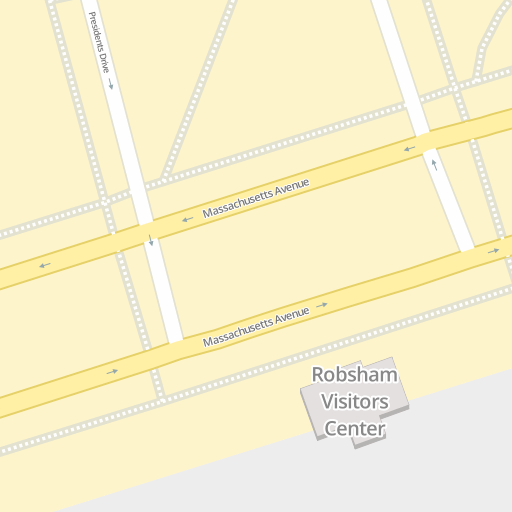 Presidents Drive
Massachusetts Avenue
Massachusetts Avenue
Robsham
Visitors
Center